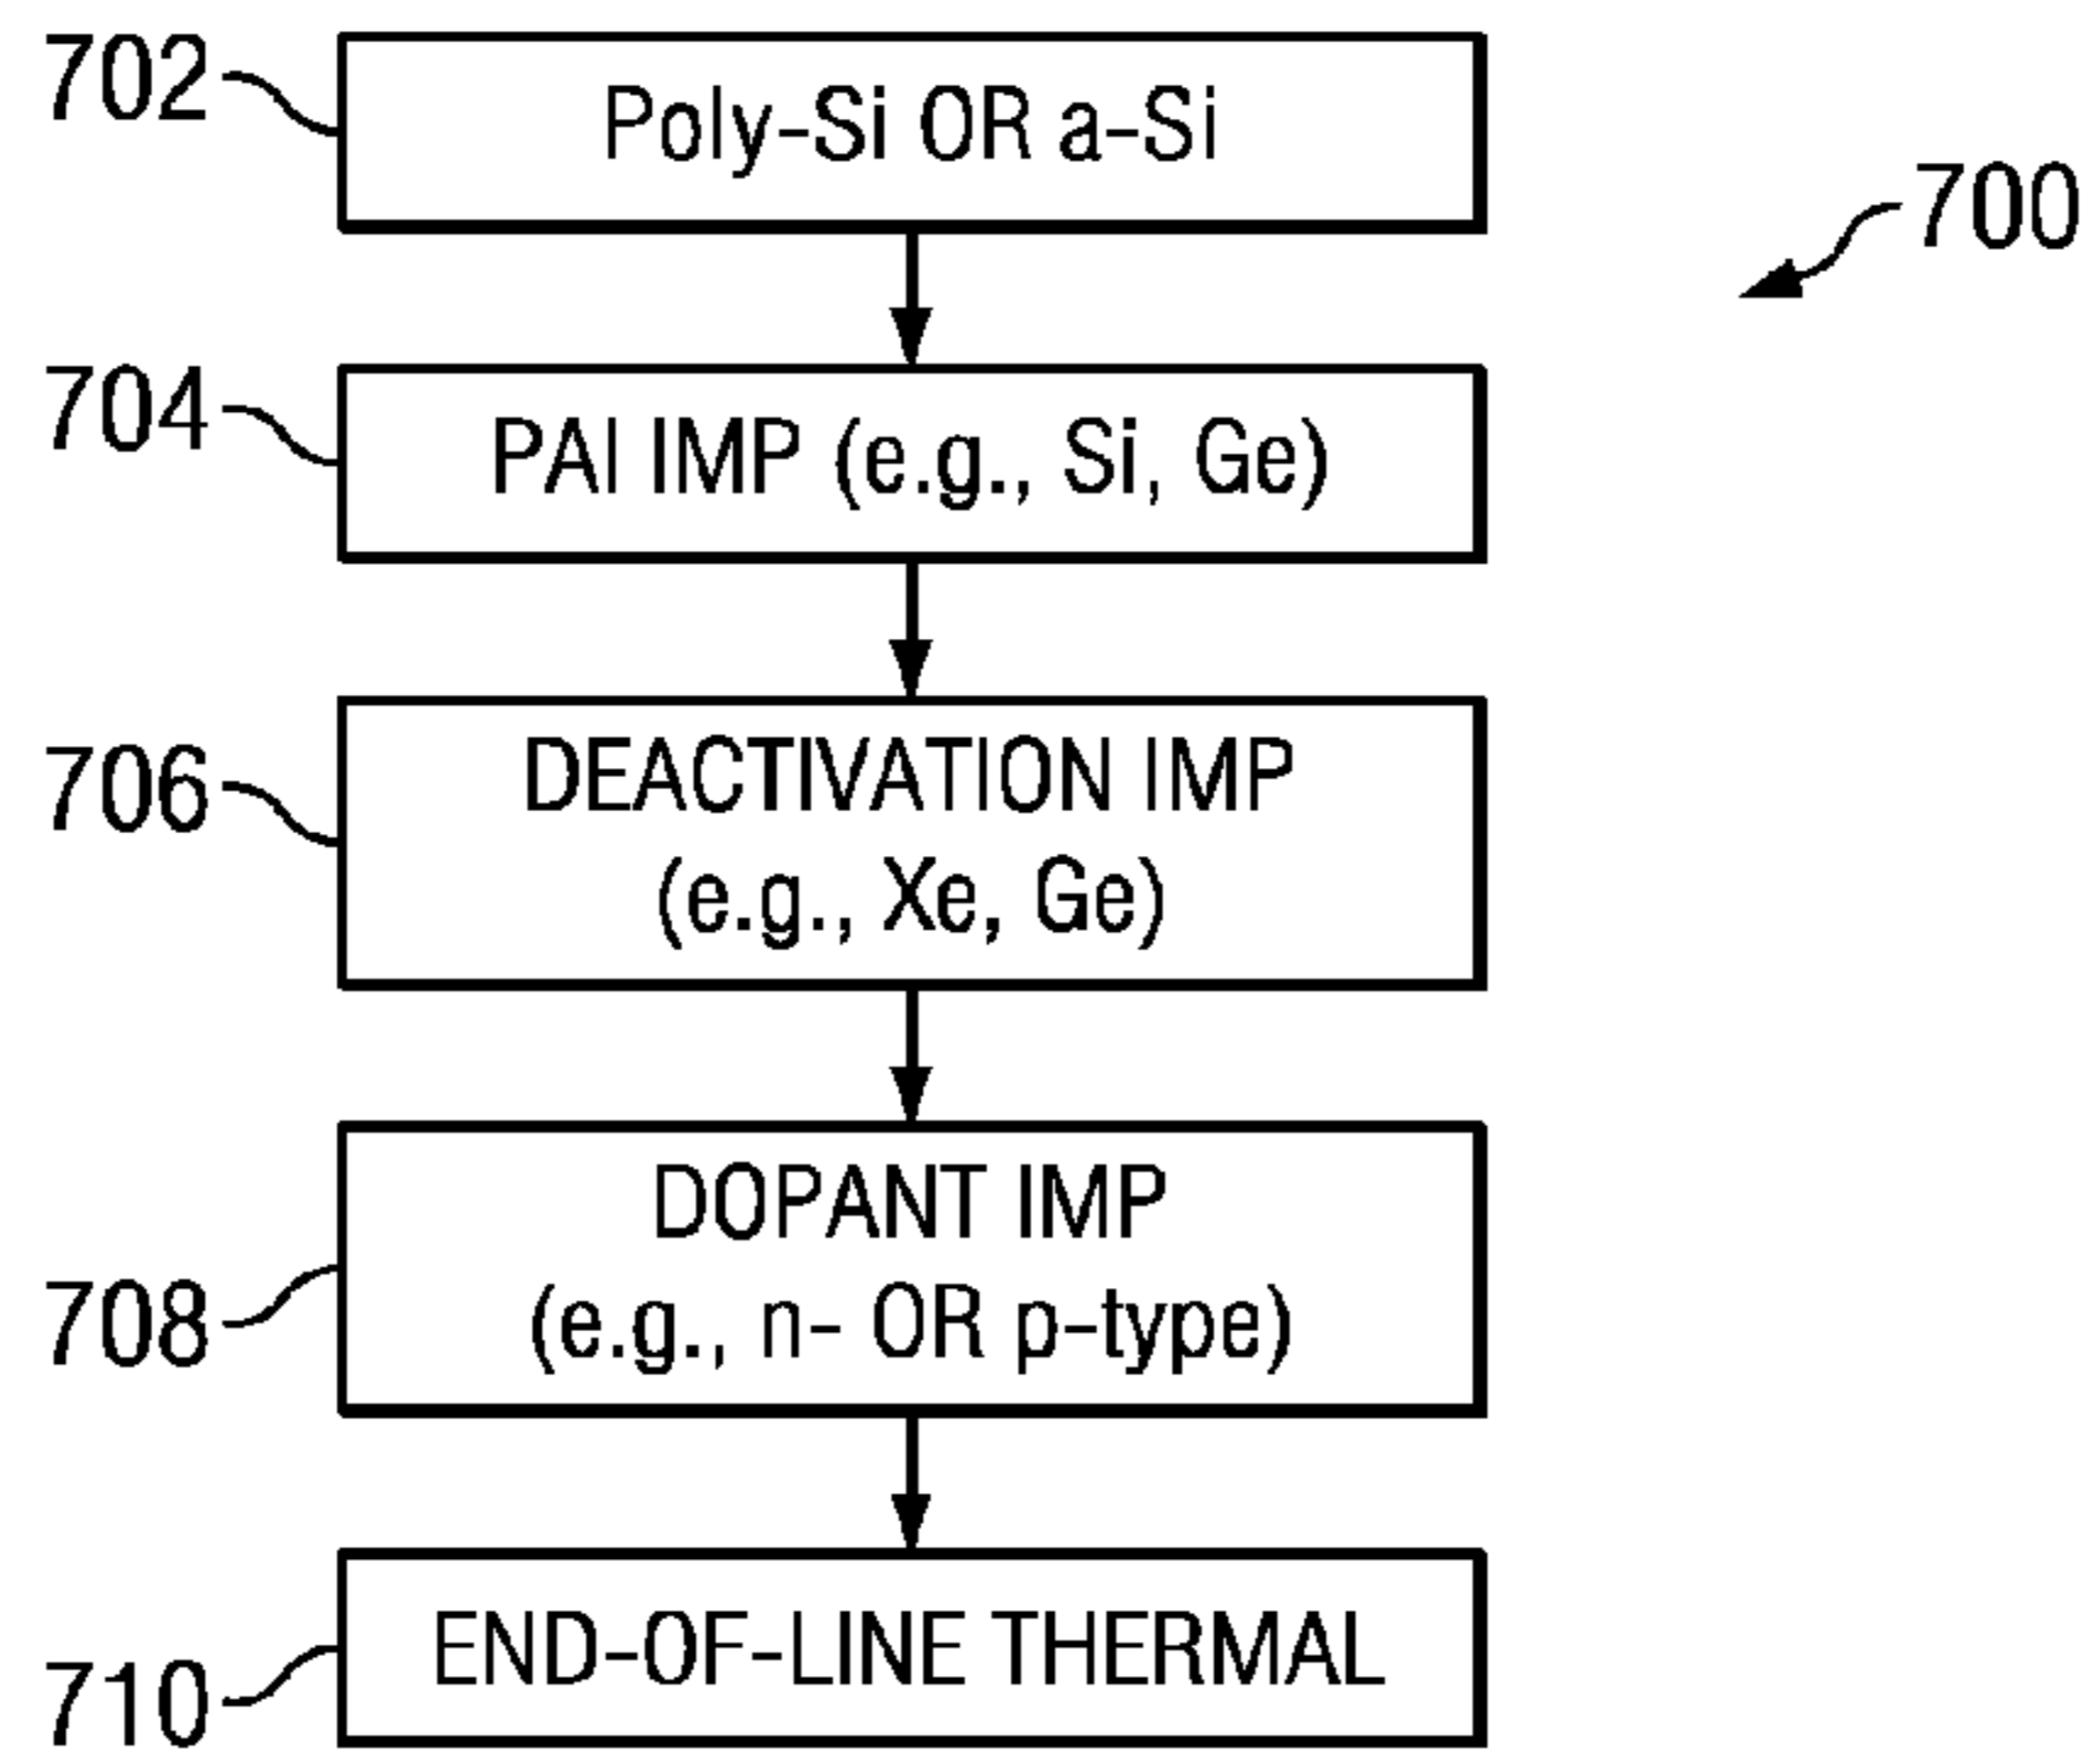 702
Poly-Si OR a-Si
700
704
PAI IMP (e.g., Si, Ge)
706
DEACTIVATION IMP
(e.g., Xe, Ge)
708
DOPANT IMP
(e.g., n- OR p-type)
710
END-OF-LINE THERMAL